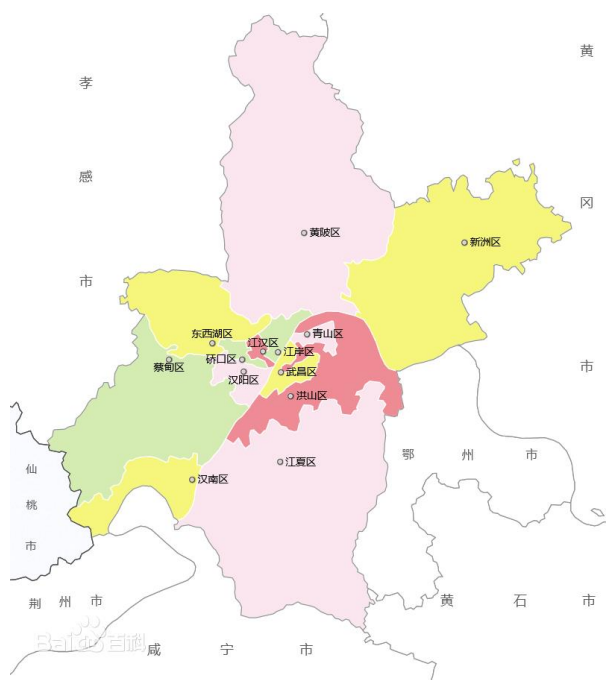 孝感市
黄冈市
黄陂区
新洲区
东西湖区
江汉区
青山区
江岸区
硚口区
蔡甸区
汉阳区
武昌区
洪山区
江夏区
汉南区
鄂州市
仙桃市
荆州市
黄石市
咸宁市
Baidu百科